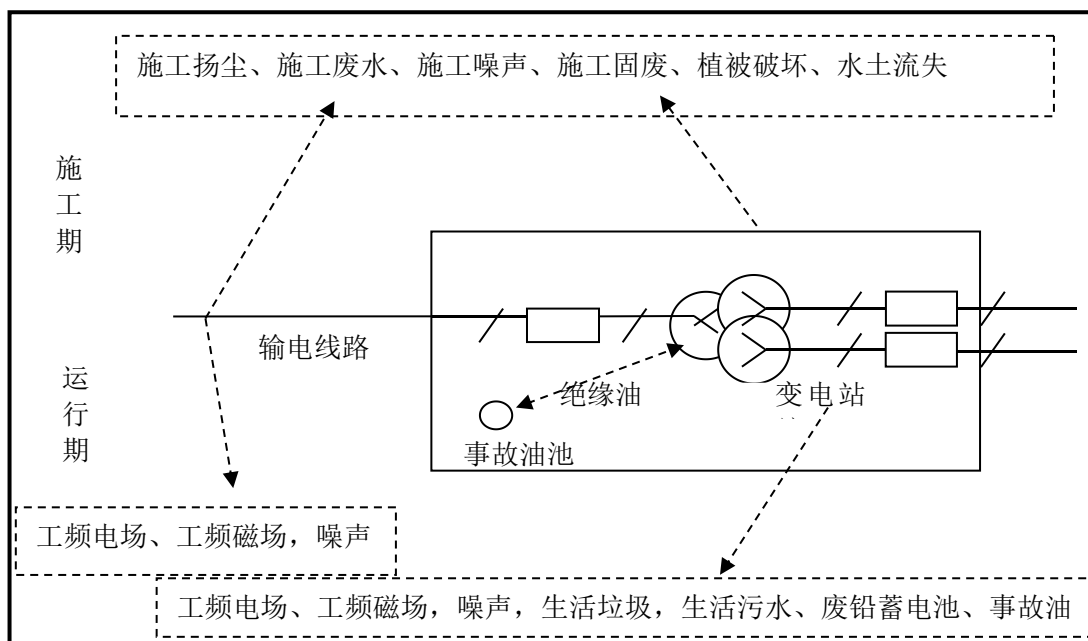 施工扬尘、施工废水、施工噪声、施工固废、植被破坏、水土流失
施工期
输电线路
运行期
绝缘油
变电站
事故油池
工频电场、工频磁场，噪声
工频电场、工频磁场，噪声，生活垃圾，生活污水、废铅蓄电池、事故油